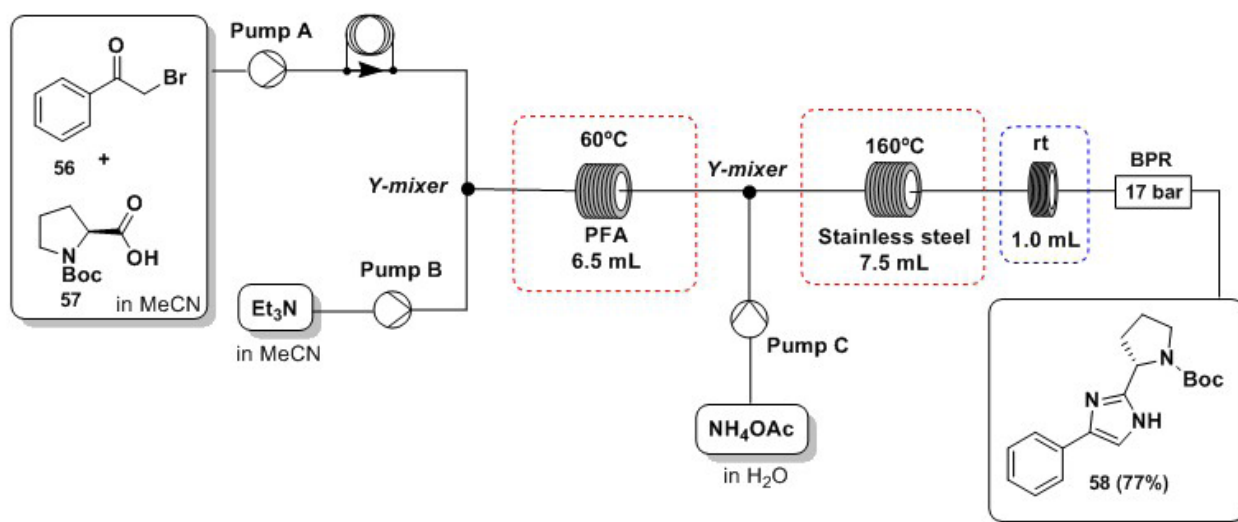 Pump A
O
Br
56
+
O
N
OH
Boc
57
in MeCN
Y-mixer
Pump B
Et₃N
in MeCN
60ºC
PFA
6.5 mL
Y-mixer
Pump C
NH₄OAc
in H₂O
160ºC
Stainless steel
7.5 mL
rt
1.0 mL
BPR
17 bar
N
Boc
N
NH
58 (77%)